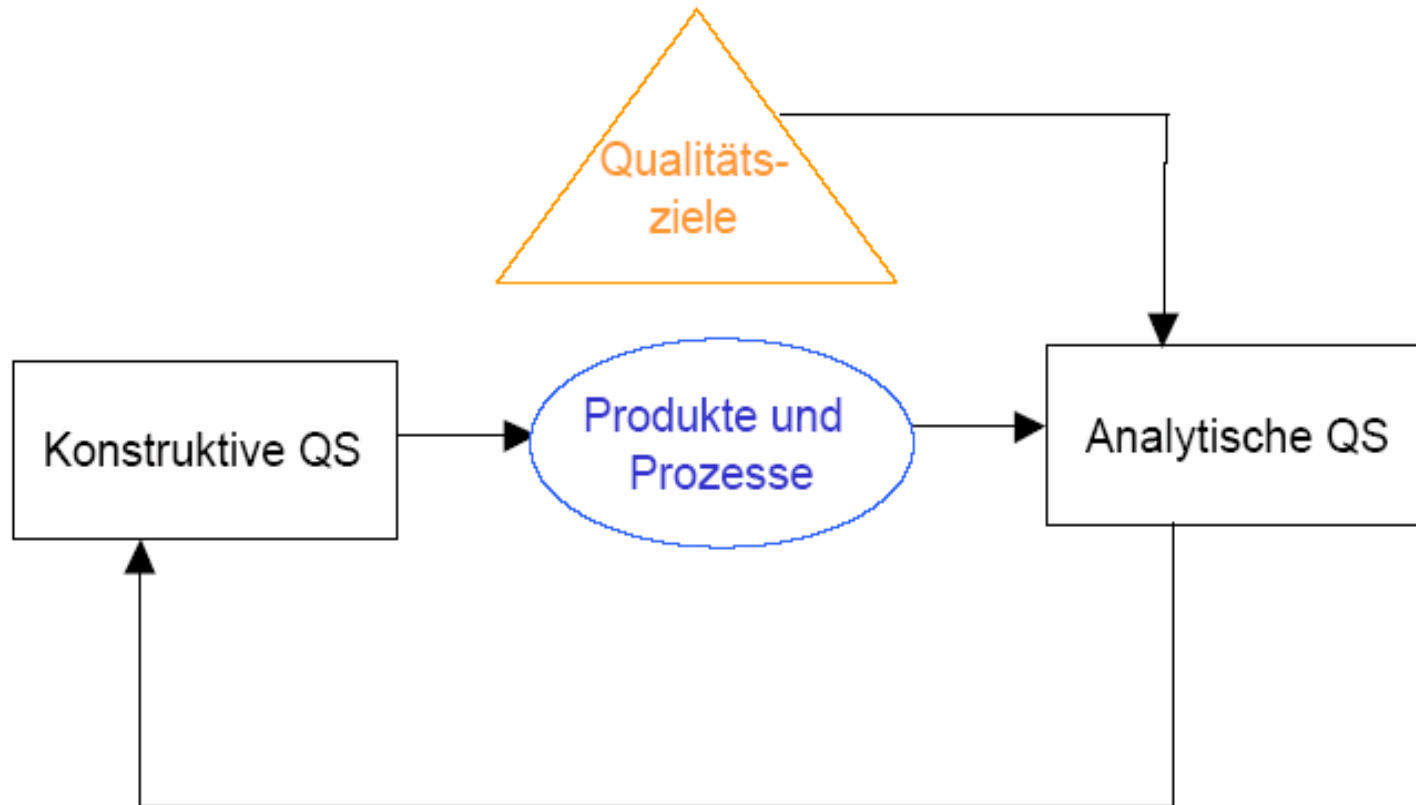 Qualitäts-
ziele
Konstruktive QS
Produkte und
Prozesse
Analytische QS